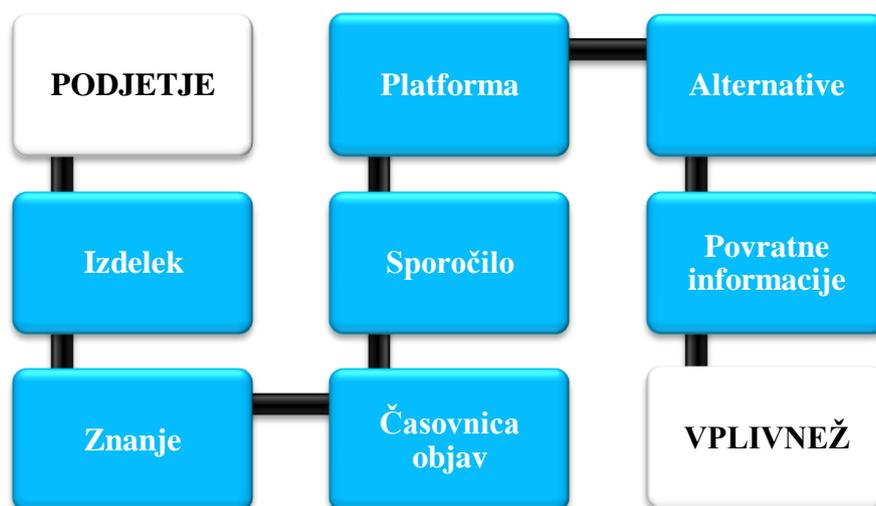 PODJETJE
Izdelek
Znanje
Časovnica
objav
Sporočilo
Platforma
Alternative
Povratne
informacije
VPLIVNEŽ